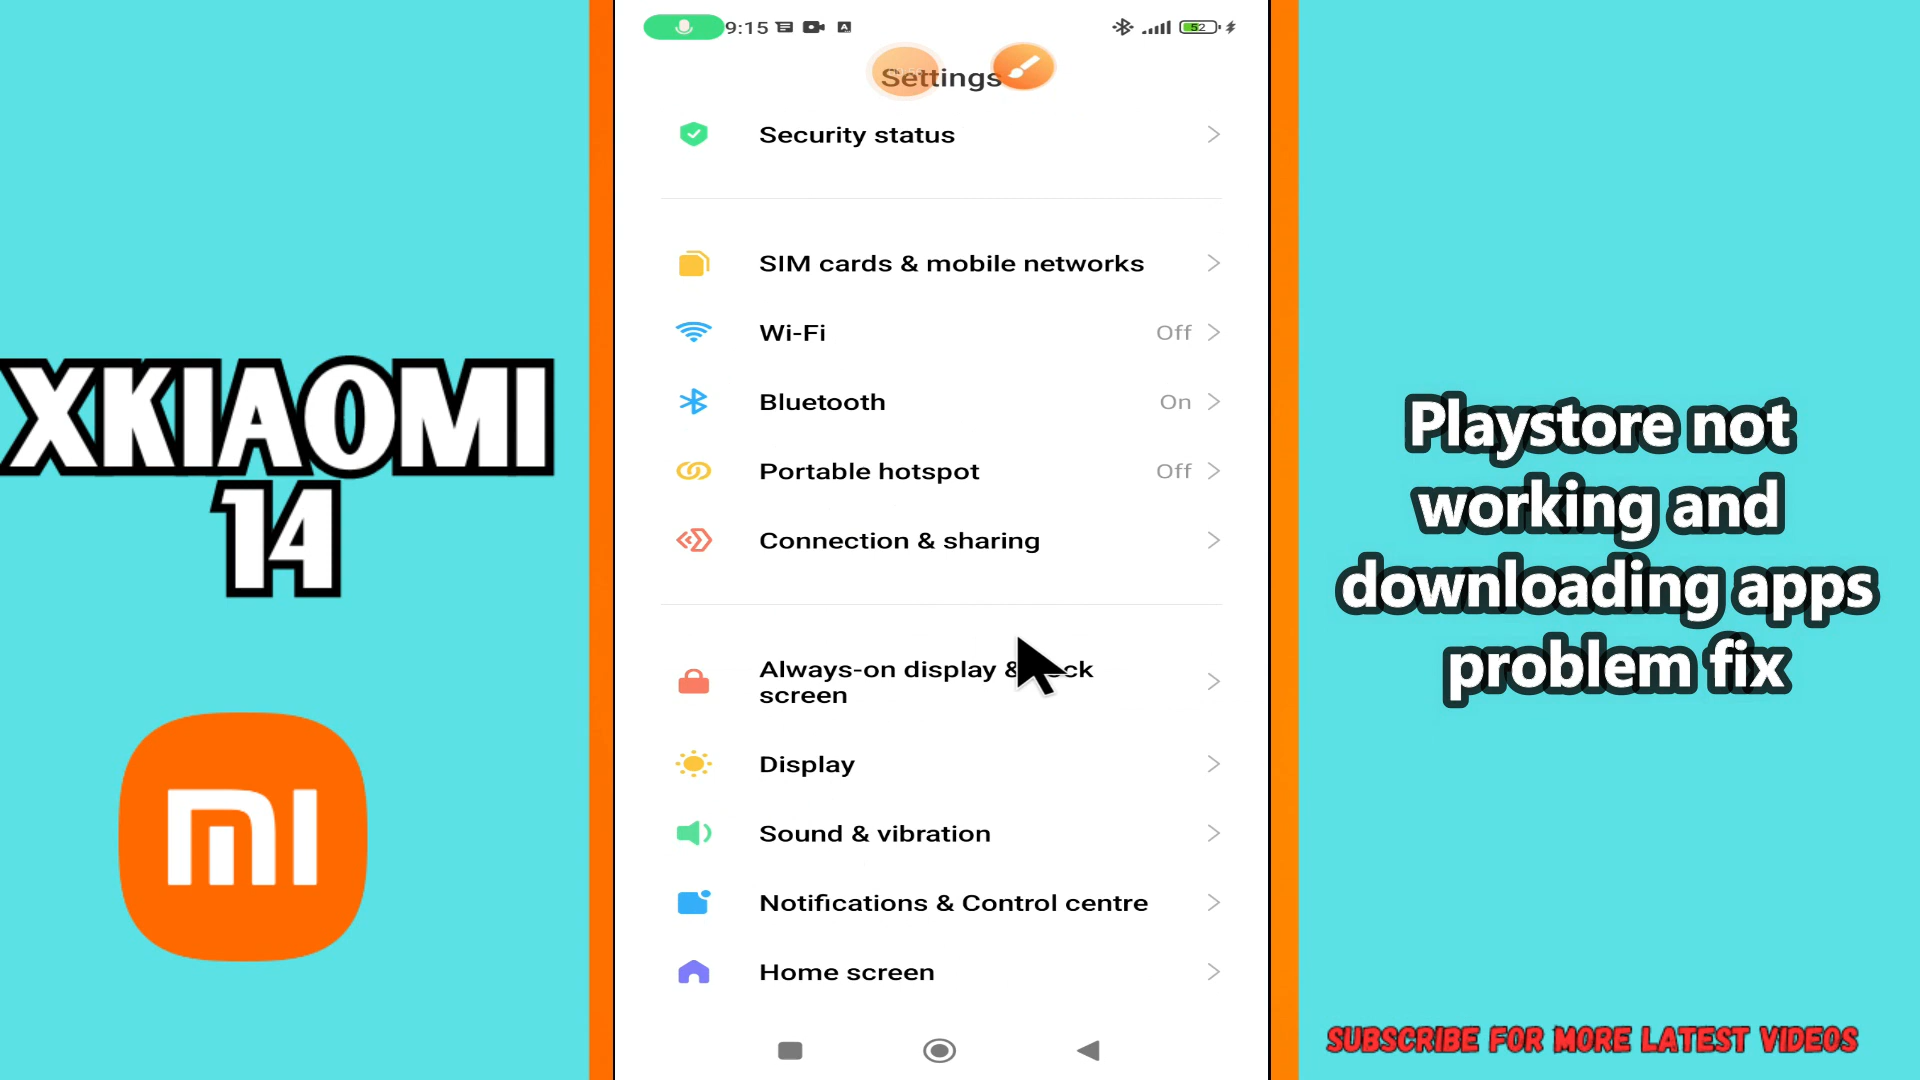 XKIAOMI
14
9:15
52
Settings
Security status
SIM cards & mobile networks
Wi-Fi
Off
Bluetooth
On
Portable hotspot
Off
Connection & sharing
Always-on display &
screen
Display
Sound & vibration
Notifications & Control centre
Home screen
Playstore not
working and
downloading apps
problem fix
SUBSCRIBE FOR MORE LATEST VIDEOS